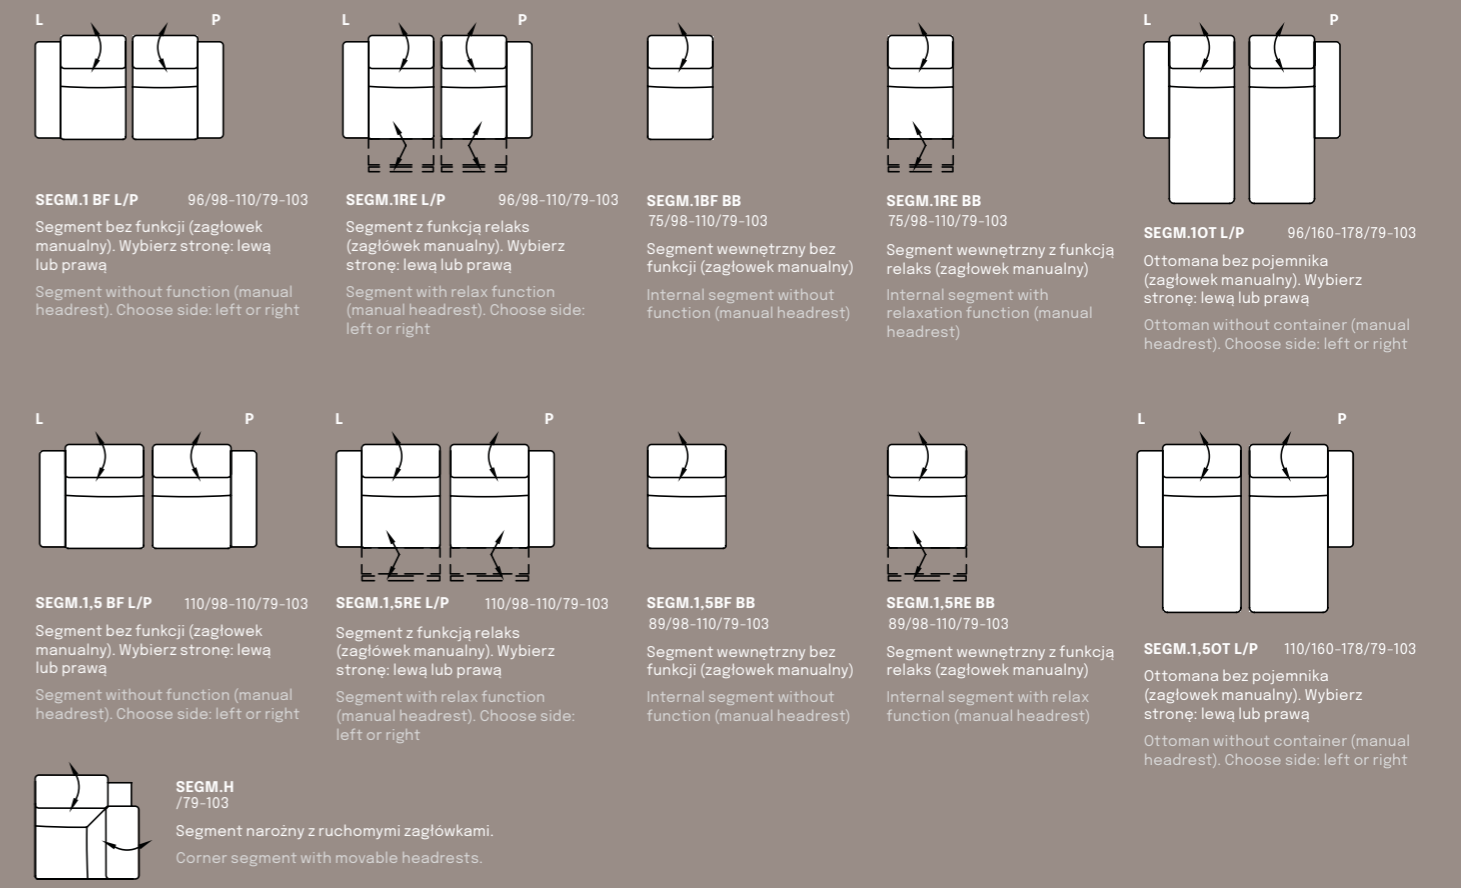 L P
SEGM.1 BF L/P 96/98-110/79-103
Segment bez funkcji (zagłowek
manualny). Wybierz stronę: lewą
lub prawą
Segment without function (manual
headrest). Choose side: left or right
L P
SEGM.1RE L/P 96/98-110/79-103
Segment z funkcją relaks
(zagłówek manualny). Wybierz
stronę: lewą lub prawą
Segment with relax function
(manual headrest). Choose side:
left or right
SEGM.1BF BB
75/98-110/79-103
Segment wewnętrzny bez
funkcji (zagłowek manualny)
Internal segment without
function (manual headrest)
SEGM.1RE BB
75/98-110/79-103
Segment wewnętrzny z funkcją
relaks (zagłowek manualny)
Internal segment with
relaxation function (manual
headrest)
L P
SEGM.1OT L/P 96/160-178/79-103
Ottomana bez pojemnika
(zagłowek manualny). Wybierz
stronę: lewą lub prawą
Ottoman without container (manual
headrest). Choose side: left or right
L P
SEGM.1,5 BF L/P 110/98-110/79-103
Segment bez funkcji (zagłowek
manualny). Wybierz stronę: lewą
lub prawą
Segment without function (manual
headrest). Choose side: left or right
L P
SEGM.1,5RE L/P 110/98-110/79-103
Segment z funkcją relaks
(zagłówek manualny). Wybierz
stronę: lewą lub prawą
Segment with relax function
(manual headrest). Choose side:
left or right
SEGM.1,5BF BB
89/98-110/79-103
Segment wewnętrzny bez
funkcji (zagłowek manualny)
Internal segment without
function (manual headrest)
SEGM.1,5RE BB
89/98-110/79-103
Segment wewnętrzny z funkcją
relaks (zagłowek manualny)
Internal segment with relax
function (manual headrest)
L P
SEGM.1,5OT L/P 110/160-178/79-103
Ottomana bez pojemnika
(zagłowek manualny). Wybierz
stronę: lewą lub prawą
Ottoman without container (manual
headrest). Choose side: left or right
SEGM.H
/79-103
Segment narożny z ruchomymi zagłówkami.
Corner segment with movable headrests.